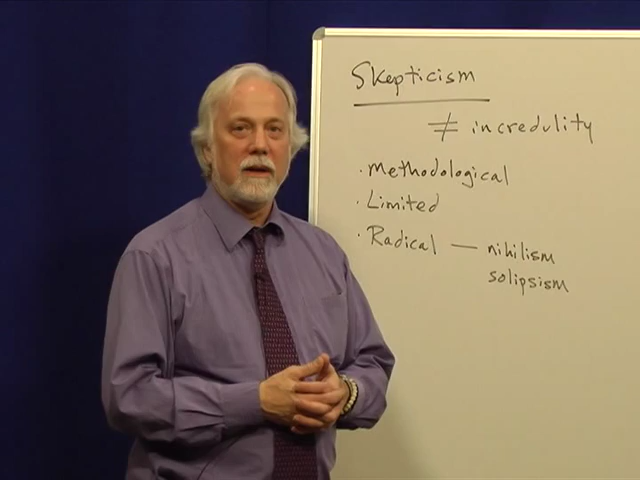 Skepticism
≠ incredulity
· Methodological
· Limited
· Radical — nihilism
solipsism